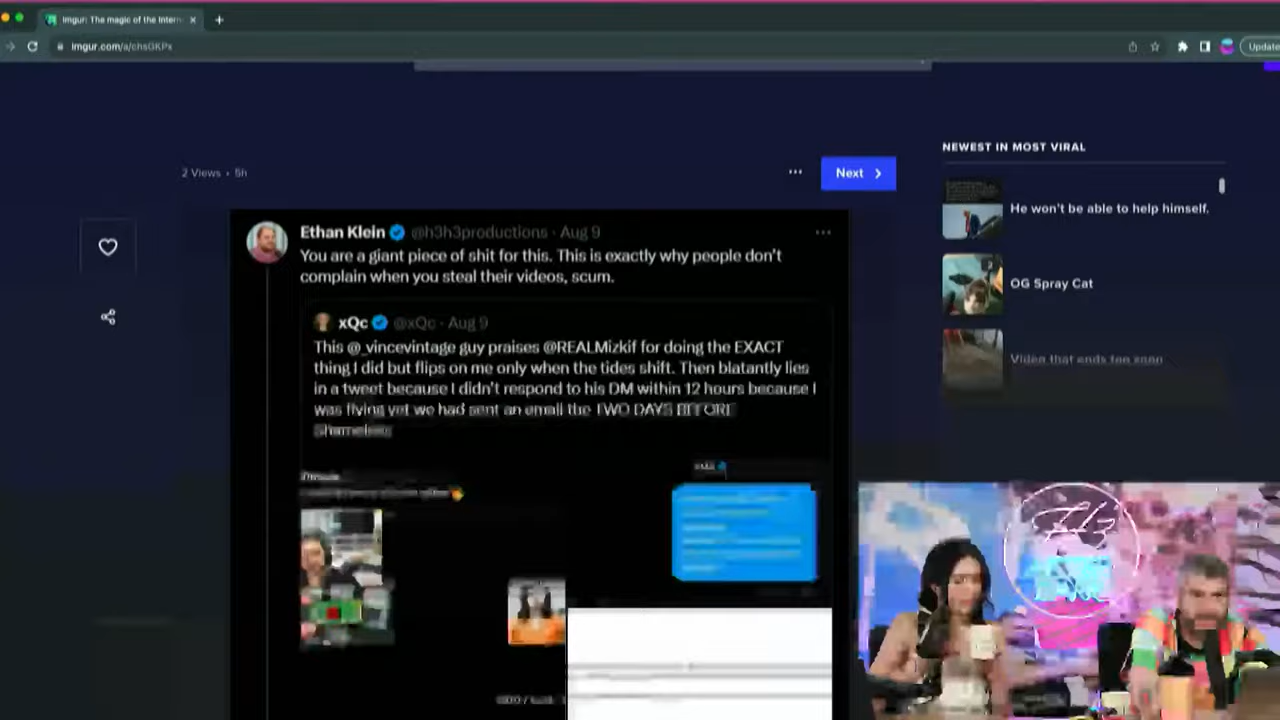 Imgur: The magic of the Intern
imgur.com/a/chsGKPs
Update
NEWEST IN MOST VIRAL
2 Views • 5h
Next
He won't be able to help himself.
OG Spray Cat
Video that ends too soon
Ethan Klein @h3h3productions · Aug 9
You are a giant piece of shit for this. This is exactly why people don't
complain when you steal their videos, scum.
xQc @xQc · Aug 9
This @_vincevintage guy praises @REALMizkif for doing the EXACT
thing I did but flips on me only when the tides shift. Then blatantly lies
in a tweet because I didn't respond to his DM within 12 hours because I
was flying yet we had sent an email the TWO DAYS BEFORE
Shameless